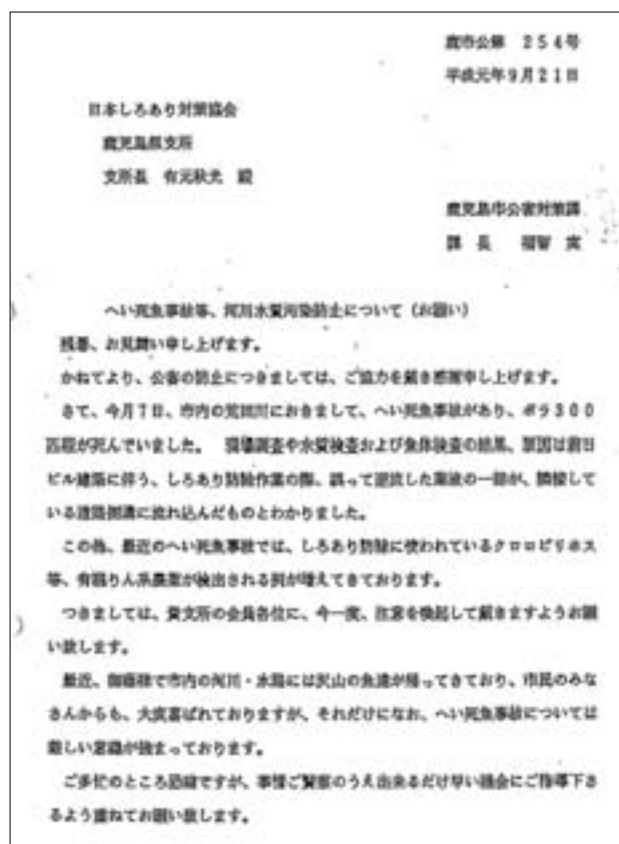 鹿市公第 254号
平成元年9月21日
日本しろあり対策協会
鹿児島県支所
支所長 有元秋光 殿
鹿児島市公害対策課
課 長 福留 實
へい死魚事故等、河川水質汚染防止について(お願い)
残暑、お見舞い申し上げます。
かねてより、公害の防止につきましては、ご協力を戴き感謝申し上げます。
さて、今月7日、市内の荒田川におきまして、へい死魚事故があり、ボラ300
匹程が死んでいました。 現場調査や水質検査および魚体検査の結果、原因は前日
ビル建築に伴う、しろあり防除作業の際、誤って逆流した薬液の一部が、隣接して
いる道路側溝に流れ込んだものとわかりました。
この他、最近のへい死魚事故では、しろあり防除に使われているクロロピリホス
等、有機りん系農薬が検出される例が増えてきております。
つきましては、貴支所の会員各位に、今一度、注意を喚起して戴きますようお願
い致します。
最近、御蔭様で市内の河川・水路には沢山の魚達が帰ってきており、市民のみな
さんからも、大変喜ばれておりますが、それだけになお、へい死魚事故については
厳しい意識が強まっております。
ご多忙のところ恐縮ですが、事情ご賢察のうえ出来るだけ早い機会にご指導下さ
るよう重ねてお願い致します。